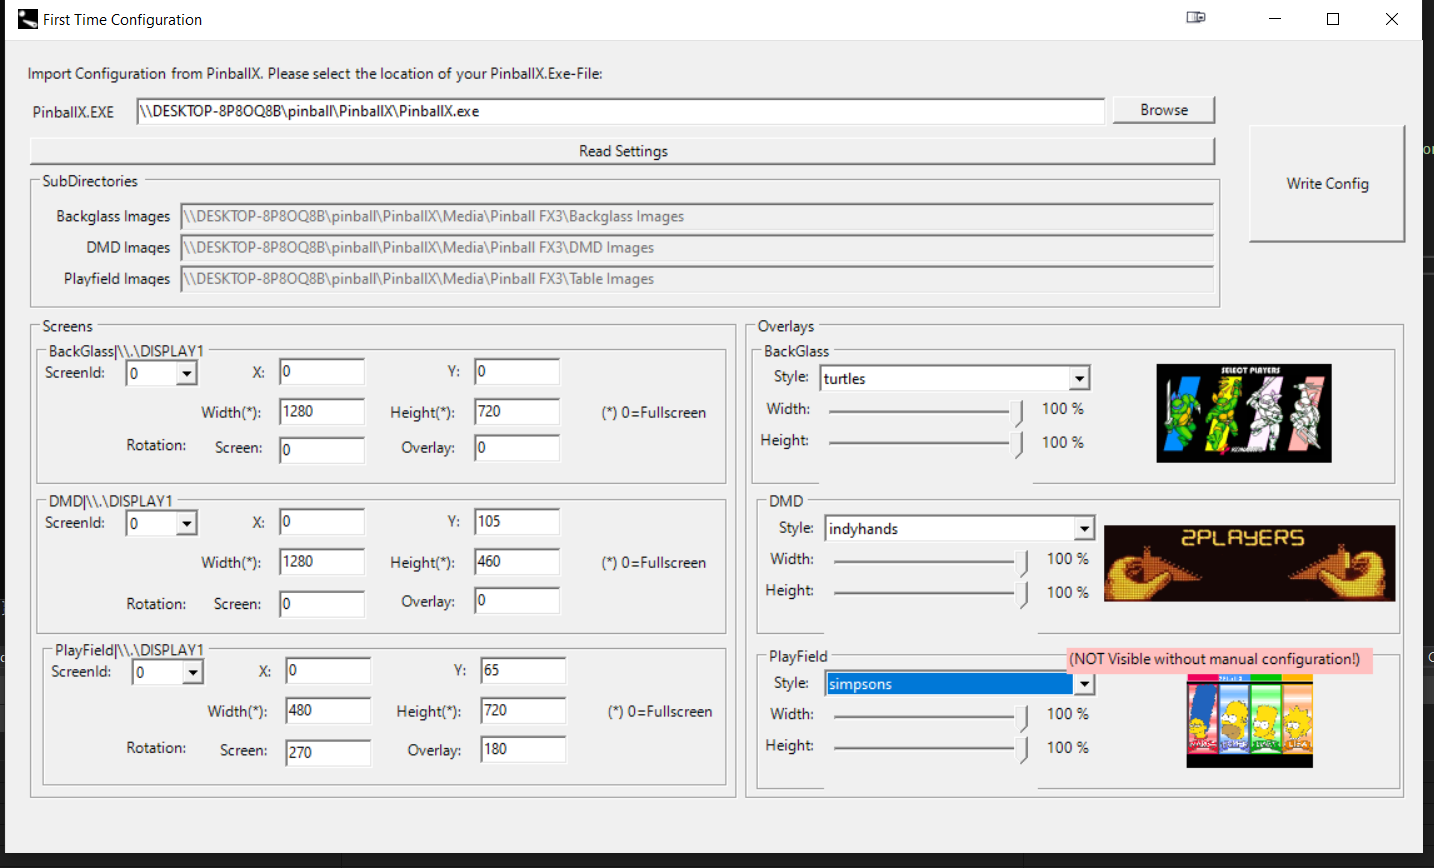 First Time Configuration
Import Configuration from PinballX. Please select the location of your PinballX.Exe-File:
PinballX.EXE \\DESKTOP-8P8OQ8B\pinball\PinballX\PinballX.exe Browse
Read Settings
Write Config
SubDirectories
Backglass Images \\DESKTOP-8P8OQ8B\pinball\PinballX\Media\Pinball FX3\Backglass Images
DMD Images \\DESKTOP-8P8OQ8B\pinball\PinballX\Media\Pinball FX3\DMD Images
Playfield Images \\DESKTOP-8P8OQ8B\pinball\PinballX\Media\Pinball FX3\Table Images
Screens
BackGlass|\\.\DISPLAY1
ScreenId: 0 X: 0 Y: 0
Width(*): 1280 Height(*): 720 (*) 0=Fullscreen
Rotation: Screen: 0 Overlay: 0
DMD|\\.\DISPLAY1
ScreenId: 0 X: 0 Y: 105
Width(*): 1280 Height(*): 460 (*) 0=Fullscreen
Rotation: Screen: 0 Overlay: 0
PlayField|\\.\DISPLAY1
ScreenId: 0 X: 0 Y: 65
Width(*): 480 Height(*): 720 (*) 0=Fullscreen
Rotation: Screen: 270 Overlay: 180
Overlays
BackGlass
Style: turtles
Width: 100 %
Height: 100 %
SELECT PLAYERS
DMD
Style: indyhands
Width: 100 %
Height: 100 %
2PLAYERS
PlayField
(NOT Visible without manual configuration!)
Style: simpsons
Width: 100 %
Height: 100 %